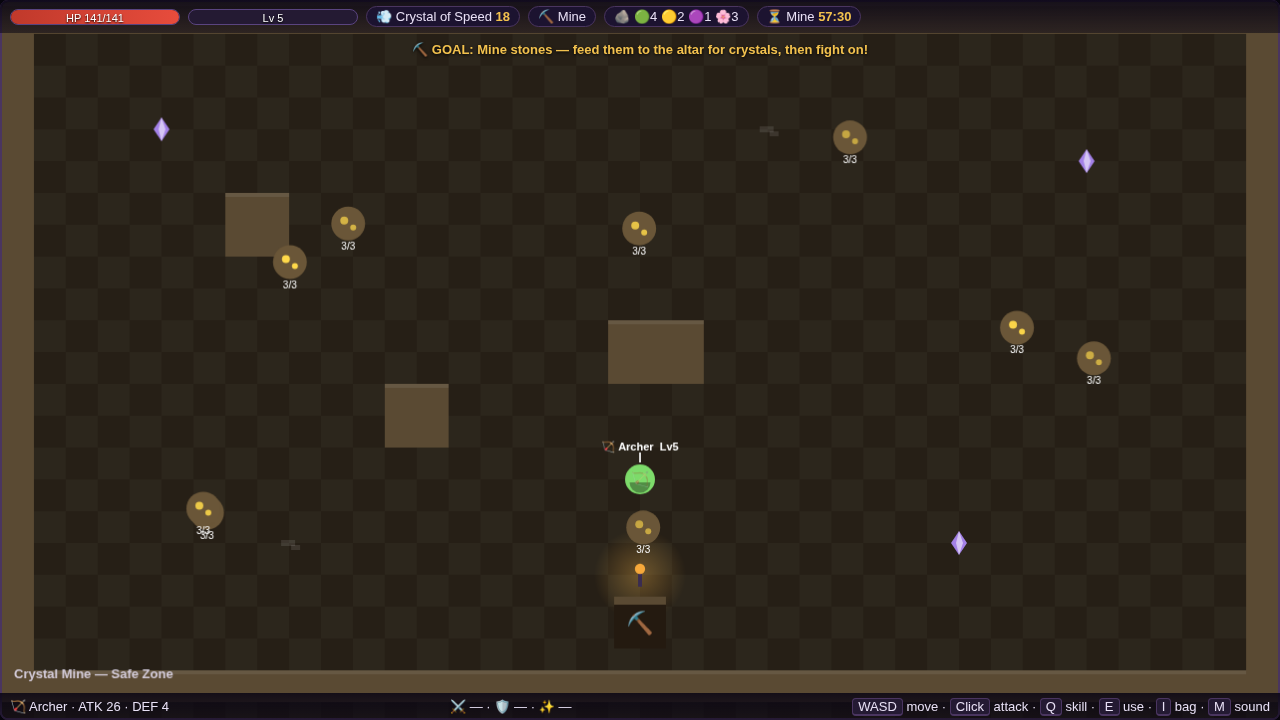 HP 141/141
Lv 5
Crystal of Speed 18
Mine
4 2 1 3
Mine 57:30
GOAL: Mine stones — feed them to the altar for crystals, then fight on!
3/3
3/3
3/3
3/3
3/3
3/3
3/3
Archer Lv5
3/3
3/3
3/3
Crystal Mine — Safe Zone
Archer · ATK 26 · DEF 4
— · — · —
WASD move · Click attack · Q skill · E use · I bag · M sound